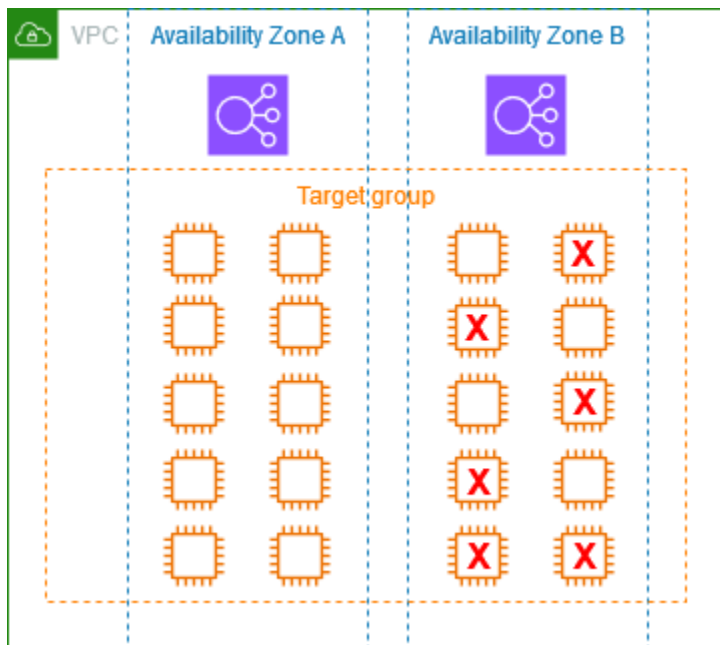 VPC
Availability Zone A
Availability Zone B
Target group
X
X
X
X
X
X